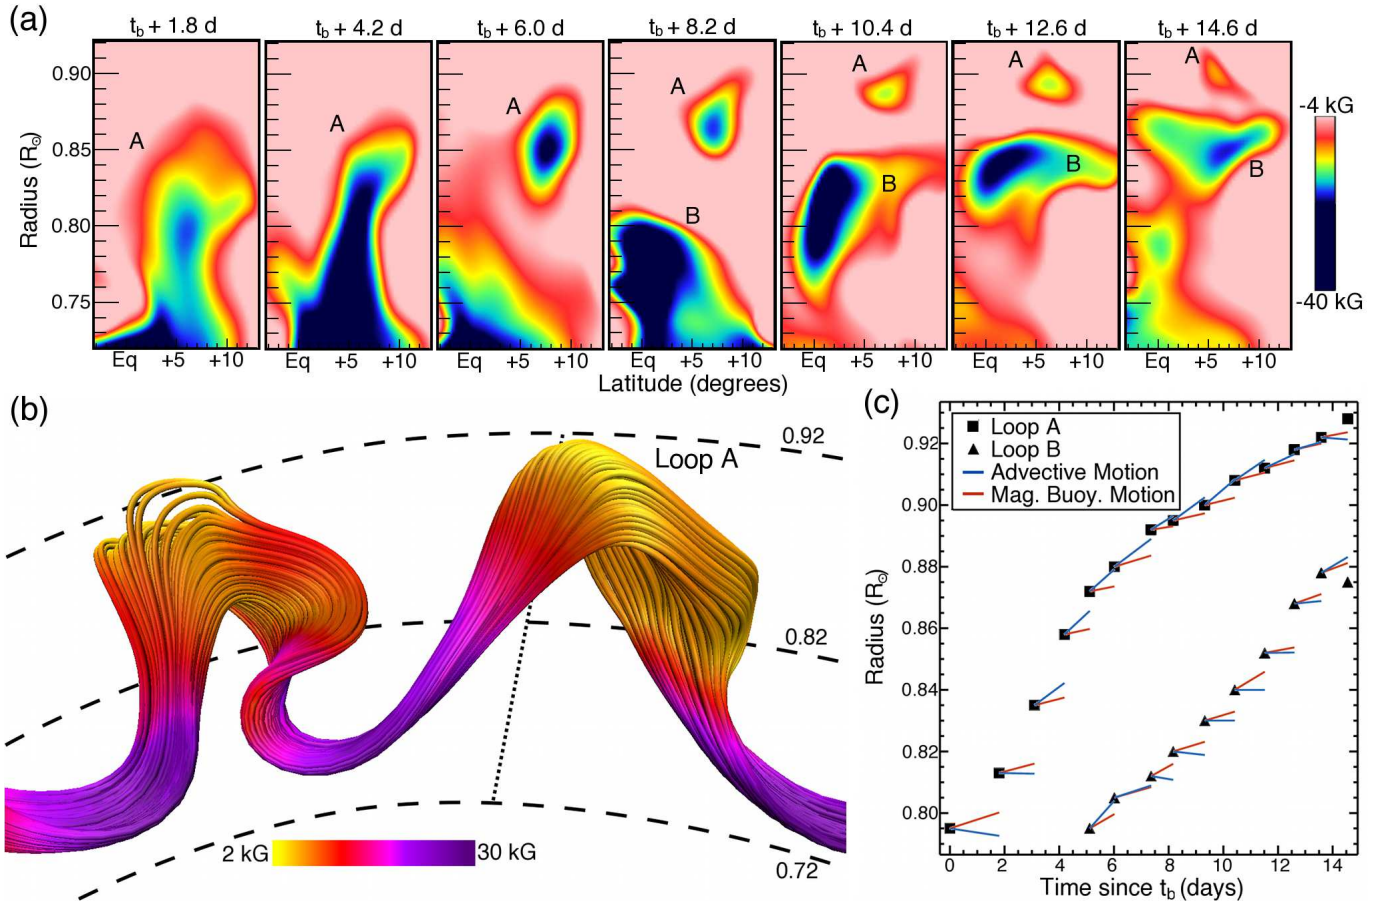 (a)
t_b + 1.8 d
t_b + 4.2 d
t_b + 6.0 d
t_b + 8.2 d
t_b + 10.4 d
t_b + 12.6 d
t_b + 14.6 d
Radius (R☉)
0.90
0.85
0.80
0.75
A
A
A
A
B
A
B
A
B
A
B
-4 kG
-40 kG
Eq +5 +10
Eq +5 +10
Eq +5 +10
Eq +5 +10
Eq +5 +10
Eq +5 +10
Eq +5 +10
Latitude (degrees)
(b)
0.92
Loop A
0.82
0.72
2 kG
30 kG
(c)
Loop A
Loop B
Advective Motion
Mag. Buoy. Motion
Radius (R☉)
0.92
0.90
0.88
0.86
0.84
0.82
0.80
0 2 4 6 8 10 12 14
Time since t_b (days)